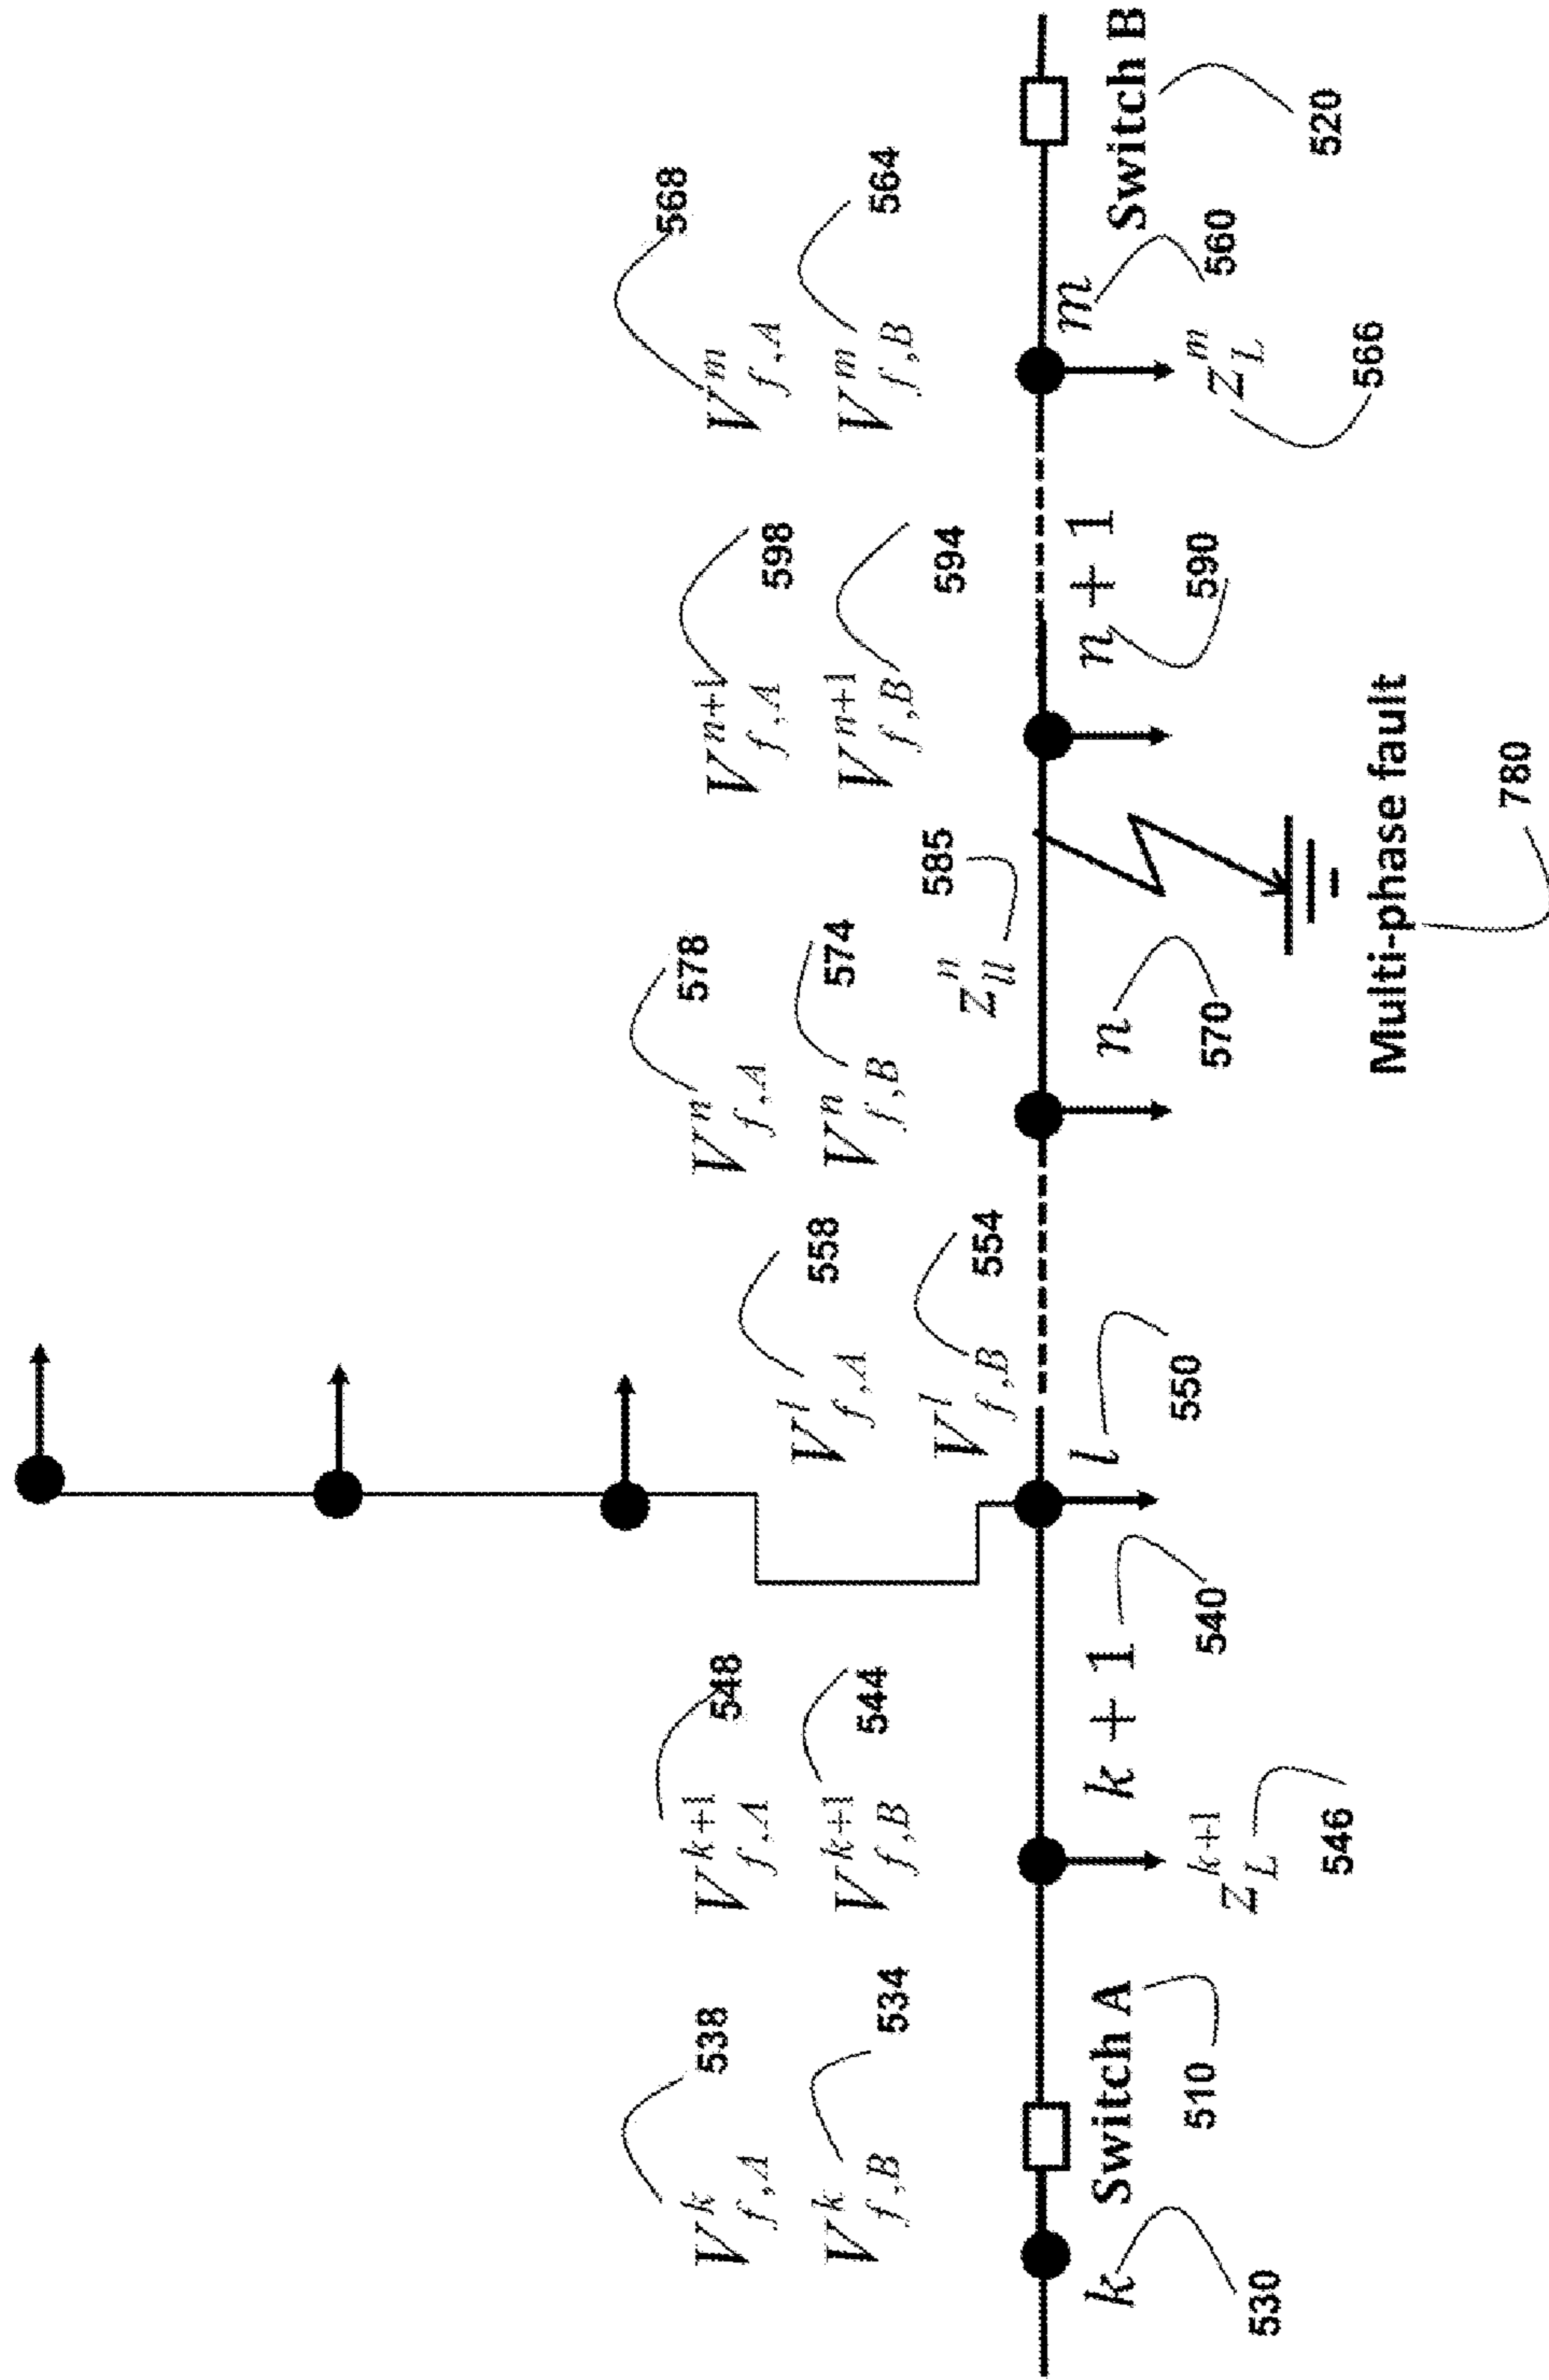 V^k_{f,A} 538
V^k_{f,B} 534
V^{k+1}_{f,A} 548
V^{k+1}_{f,B} 544
V^l_{f,A} 558
V^l_{f,B} 554
V^n_{f,A} 578
V^n_{f,B} 574
V^{n+1}_{f,A} 598
V^{n+1}_{f,B} 594
V^m_{f,A} 568
V^m_{f,B} 564
Z^n_{ll} 585
k 530
Switch A 510
k + 1 540
Z^{k+1}_L 546
l 550
n 570
n + 1 590
m 560
Z^m_L 566
Switch B 520
Multi-phase fault 780